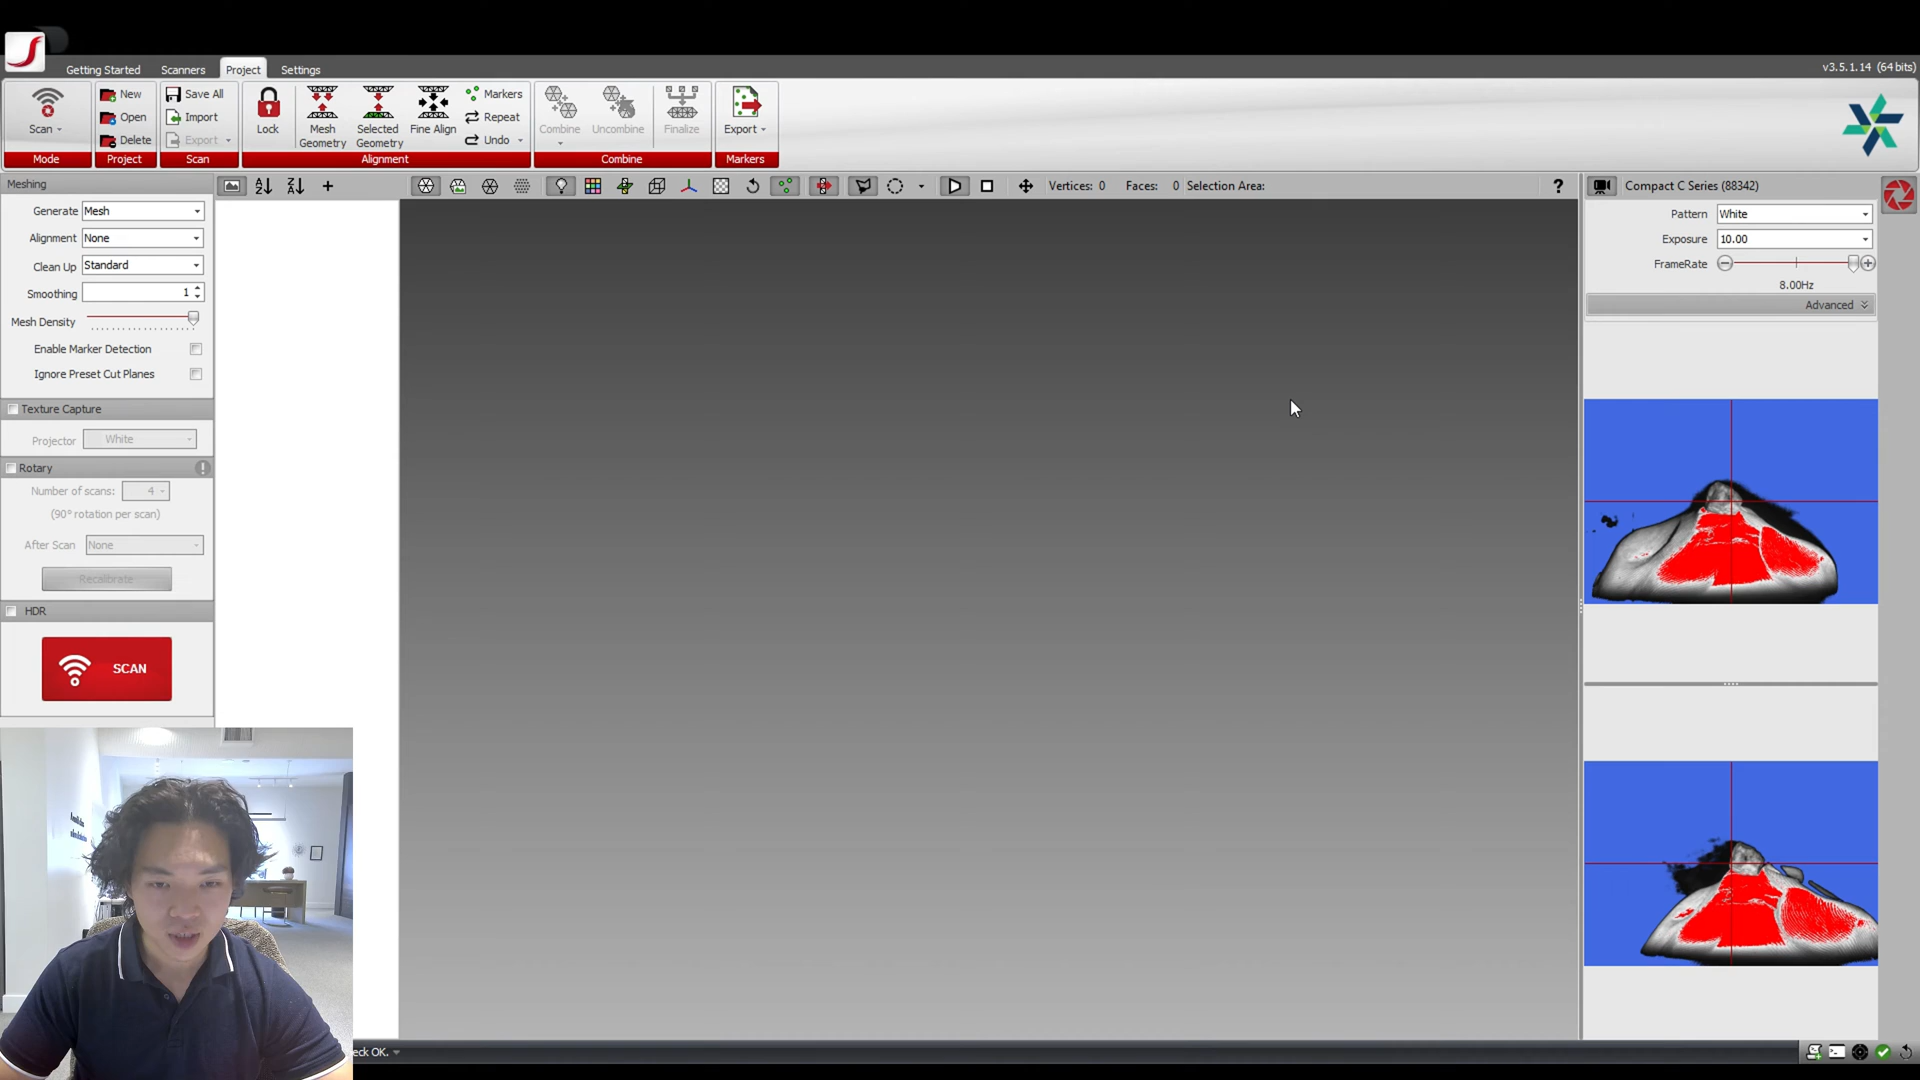 Getting Started
Scanners
Project
Settings
v3.5.1.14 (64 bits)
Scan
New
Open
Delete
Save All
Import
Export
Lock
Mesh Geometry
Selected Geometry
Fine Align
Markers
Repeat
Undo
Combine
Uncombine
Finalize
Export
Mode
Project
Scan
Alignment
Combine
Markers
Meshing
Vertices: 0
Faces: 0
Selection Area:
?
Compact C Series (88342)
Generate Mesh
Alignment None
Clean Up Standard
Smoothing 1
Mesh Density
Enable Marker Detection
Ignore Preset Cut Planes
Texture Capture
Projector White
Rotary
Number of scans: 4
(90° rotation per scan)
After Scan None
Recalibrate
HDR
SCAN
Pattern White
Exposure 10.00
FrameRate
8.00Hz
Advanced
eck OK.